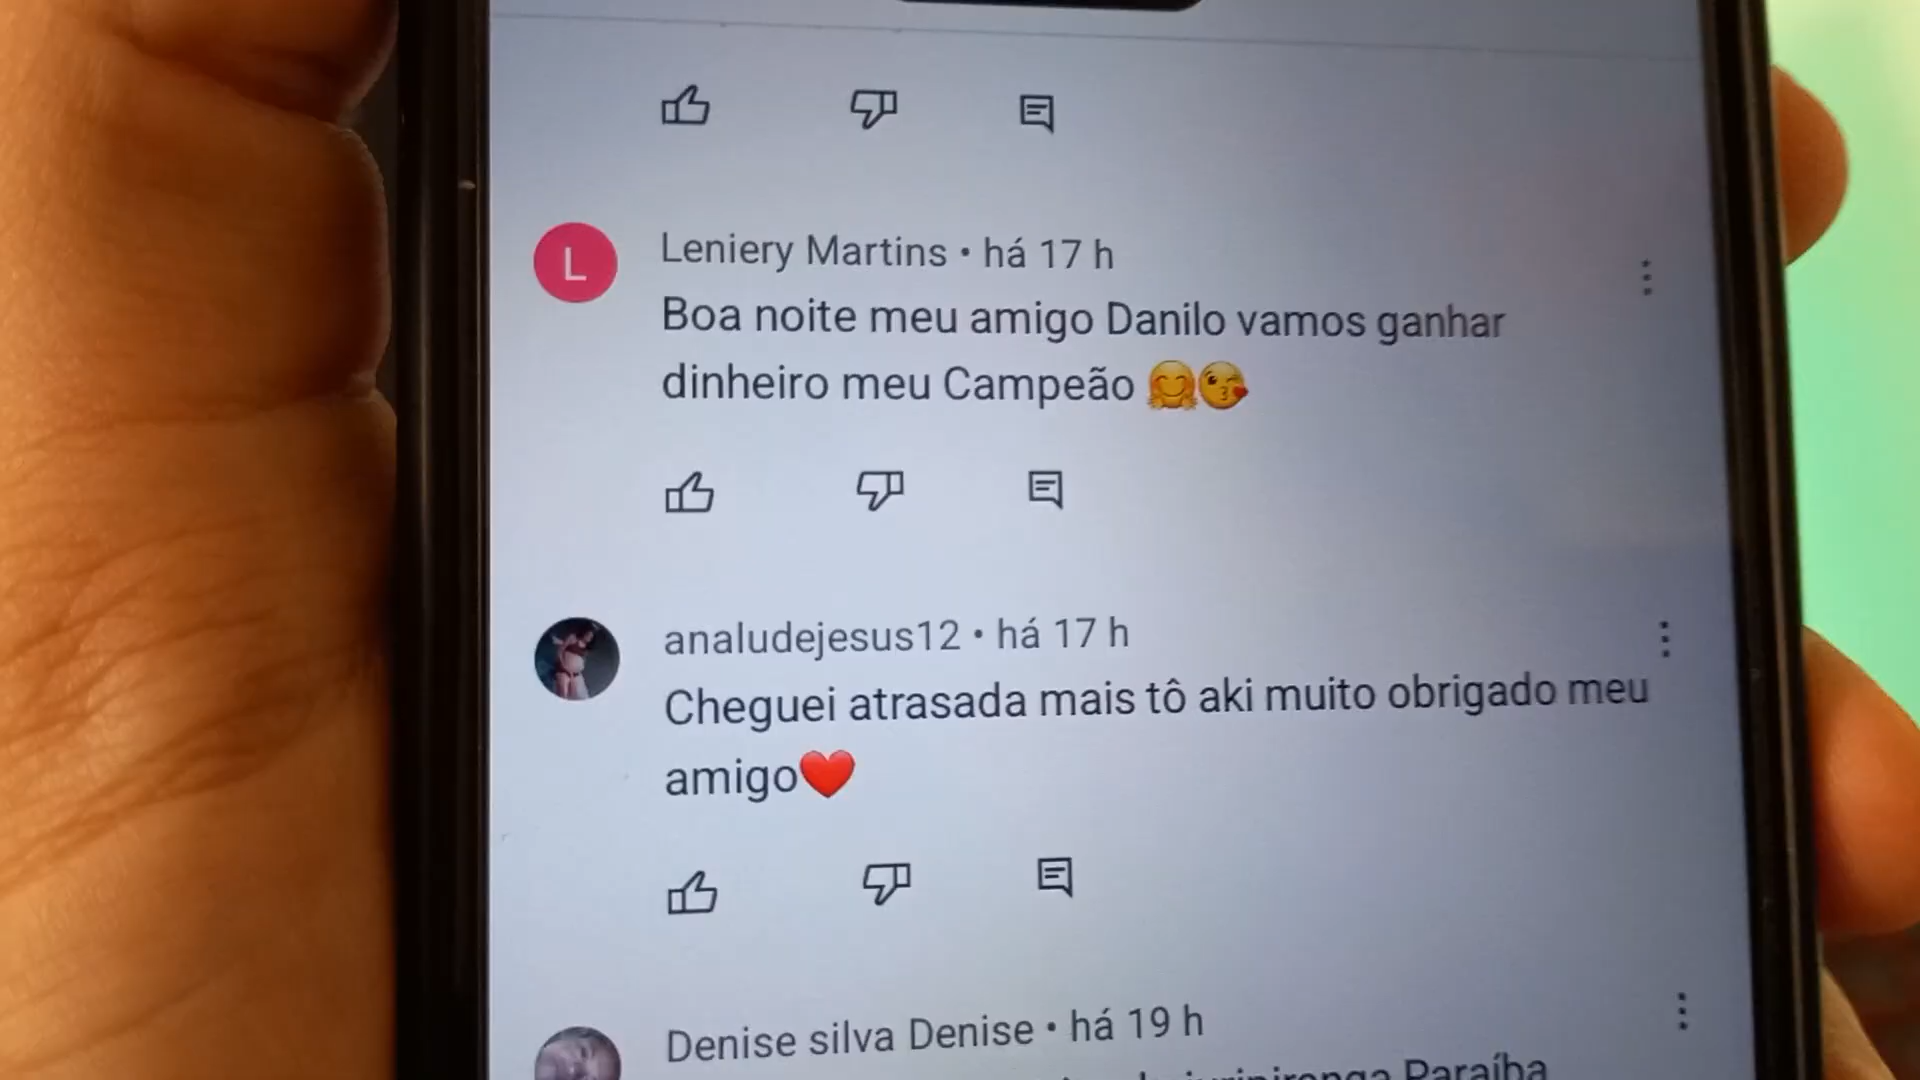 L
Leniery Martins • há 17 h
Boa noite meu amigo Danilo vamos ganhar
dinheiro meu Campeão 🤗😘
analudejesus12 • há 17 h
Cheguei atrasada mais tô aki muito obrigado meu
amigo❤️
Denise silva Denise • há 19 h
Paraíba